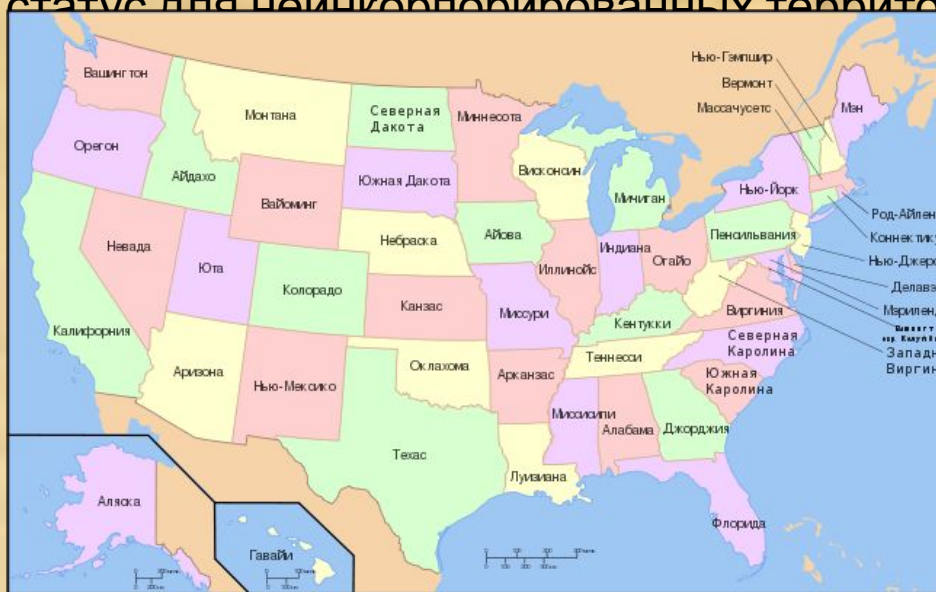 статус для неинкорпорированных террито
Нью-Гэмпшир
Вермонт
Массачусетс
Вашингтон
Монтана
Северная
Дакота
Миннесота
Мэн
Орегон
Айдахо
Южная Дакота
Висконсин
Мичиган
Нью-Йорк
Вайоминг
Род-Айлен
Небраска
Айова
Пенсильвания
Коннектику
Невада
Юта
Колорадо
Иллинойс
Индиана
Огайо
Нью-Джерс
Делавэ
Канзас
Миссури
Виргиния
Мэрилен
Калифорния
Кентукки
Северная
Каролина
Западн
Виргин
Аризона
Нью-Мексико
Оклахома
Арканзас
Теннесси
Южная
Каролина
Миссисипи
Алабама
Джорджия
Техас
Луизиана
Аляска
Гавайи
Флорида